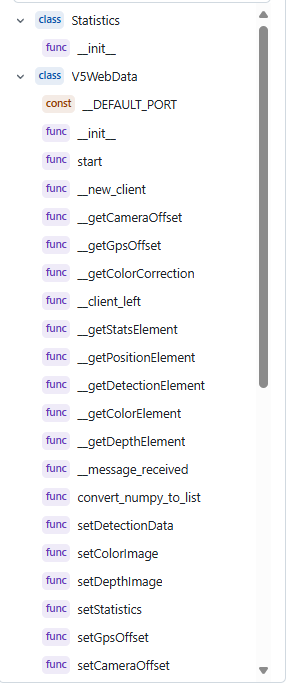 class Statistics
func __init__
class V5WebData
const __DEFAULT_PORT
func __init__
func start
func __new_client
func __getCameraOffset
func __getGpsOffset
func __getColorCorrection
func __client_left
func __getStatsElement
func __getPositionElement
func __getDetectionElement
func __getColorElement
func __getDepthElement
func __message_received
func convert_numpy_to_list
func setDetectionData
func setColorImage
func setDepthImage
func setStatistics
func setGpsOffset
func setCameraOffset